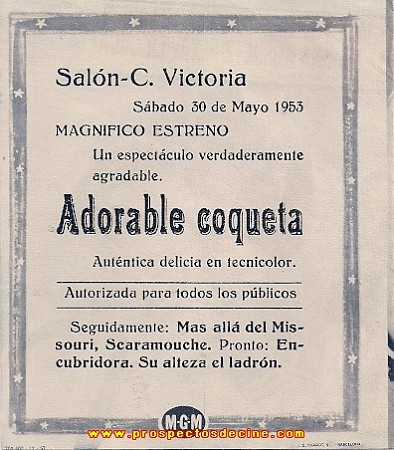 Salón-C. Victoria
Sábado 30 de Mayo 1953
MAGNIFICO ESTRENO
Un espectáculo verdaderamente
agradable.
Adorable coqueta
Auténtica delicia en tecnicolor.
Autorizada para todos los públicos
Seguidamente: Mas allá del Mis-
souri, Scaramouche. Pronto: En-
cubridora. Su alteza el ladrón.
M-G-M
www.prospectosdecine.com
BARCELONA